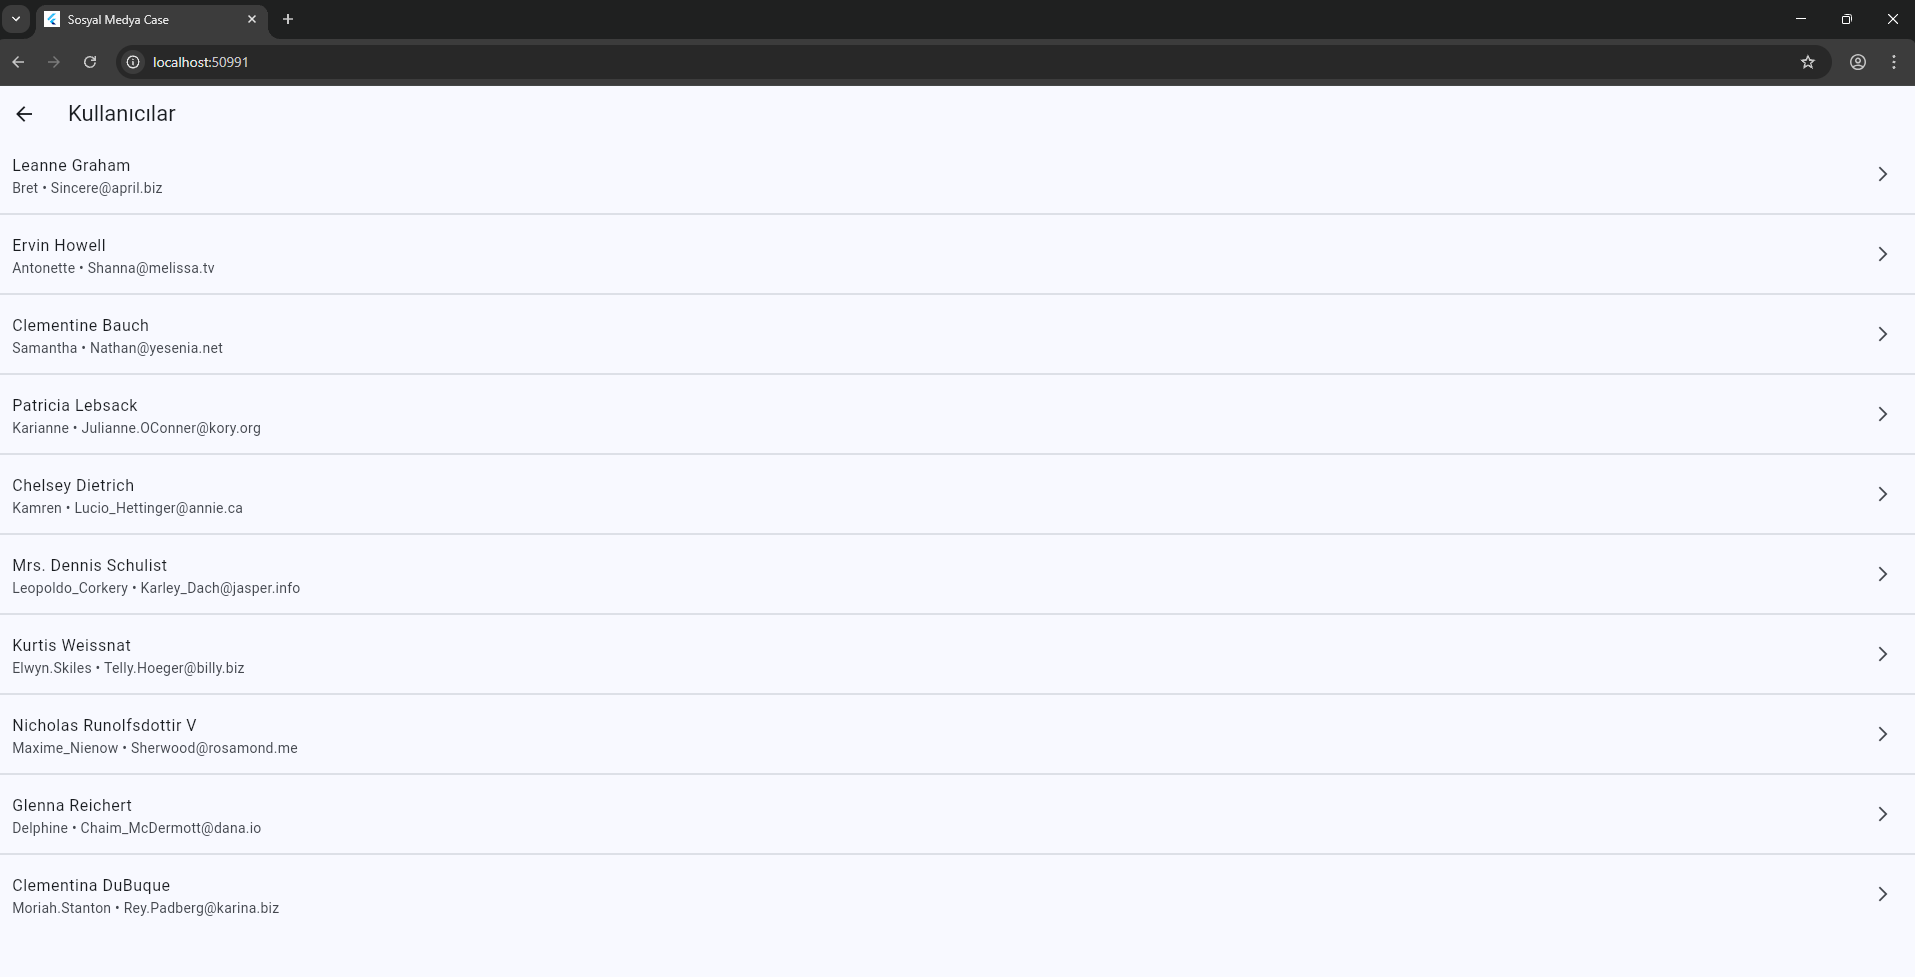 Sosyal Medya Case
localhost:50991
Kullanıcılar
Leanne Graham
Bret • Sincere@april.biz
Ervin Howell
Antonette • Shanna@melissa.tv
Clementine Bauch
Samantha • Nathan@yesenia.net
Patricia Lebsack
Karianne • Julianne.OConner@kory.org
Chelsey Dietrich
Kamren • Lucio_Hettinger@annie.ca
Mrs. Dennis Schulist
Leopoldo_Corkery • Karley_Dach@jasper.info
Kurtis Weissnat
Elwyn.Skiles • Telly.Hoeger@billy.biz
Nicholas Runolfsdottir V
Maxime_Nienow • Sherwood@rosamond.me
Glenna Reichert
Delphine • Chaim_McDermott@dana.io
Clementina DuBuque
Moriah.Stanton • Rey.Padberg@karina.biz